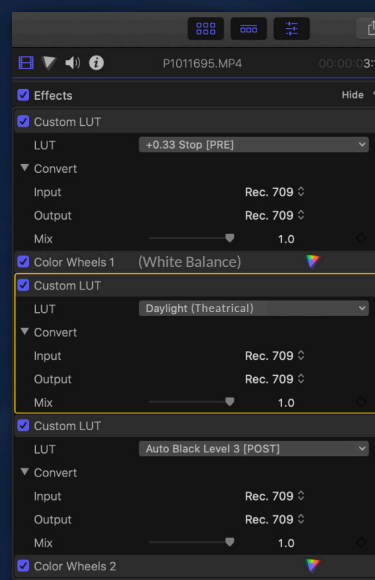 P1011695.MP4 00:00:03:
Effects Hide
Custom LUT
LUT +0.33 Stop [PRE]
Convert
Input Rec. 709
Output Rec. 709
Mix 1.0
Color Wheels 1 (White Balance)
Custom LUT
LUT Daylight (Theatrical)
Convert
Input Rec. 709
Output Rec. 709
Mix 1.0
Custom LUT
LUT Auto Black Level 3 [POST]
Convert
Input Rec. 709
Output Rec. 709
Mix 1.0
Color Wheels 2